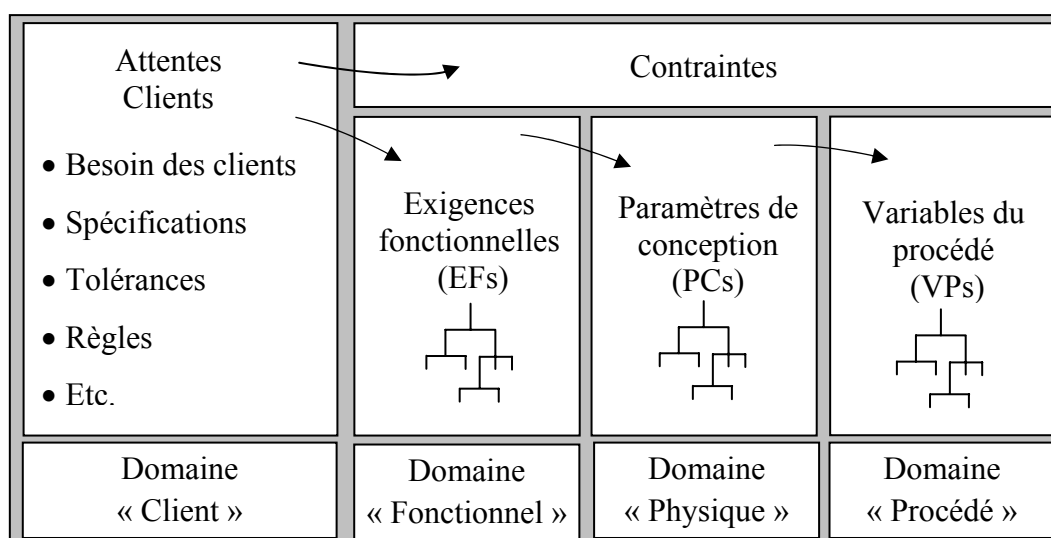 Attentes
Clients
• Besoin des clients
• Spécifications
• Tolérances
• Règles
• Etc.
Contraintes
Exigences
fonctionnelles
(EFs)
Paramètres de
conception
(PCs)
Variables du
procédé
(VPs)
Domaine
« Client »
Domaine
« Fonctionnel »
Domaine
« Physique »
Domaine
« Procédé »